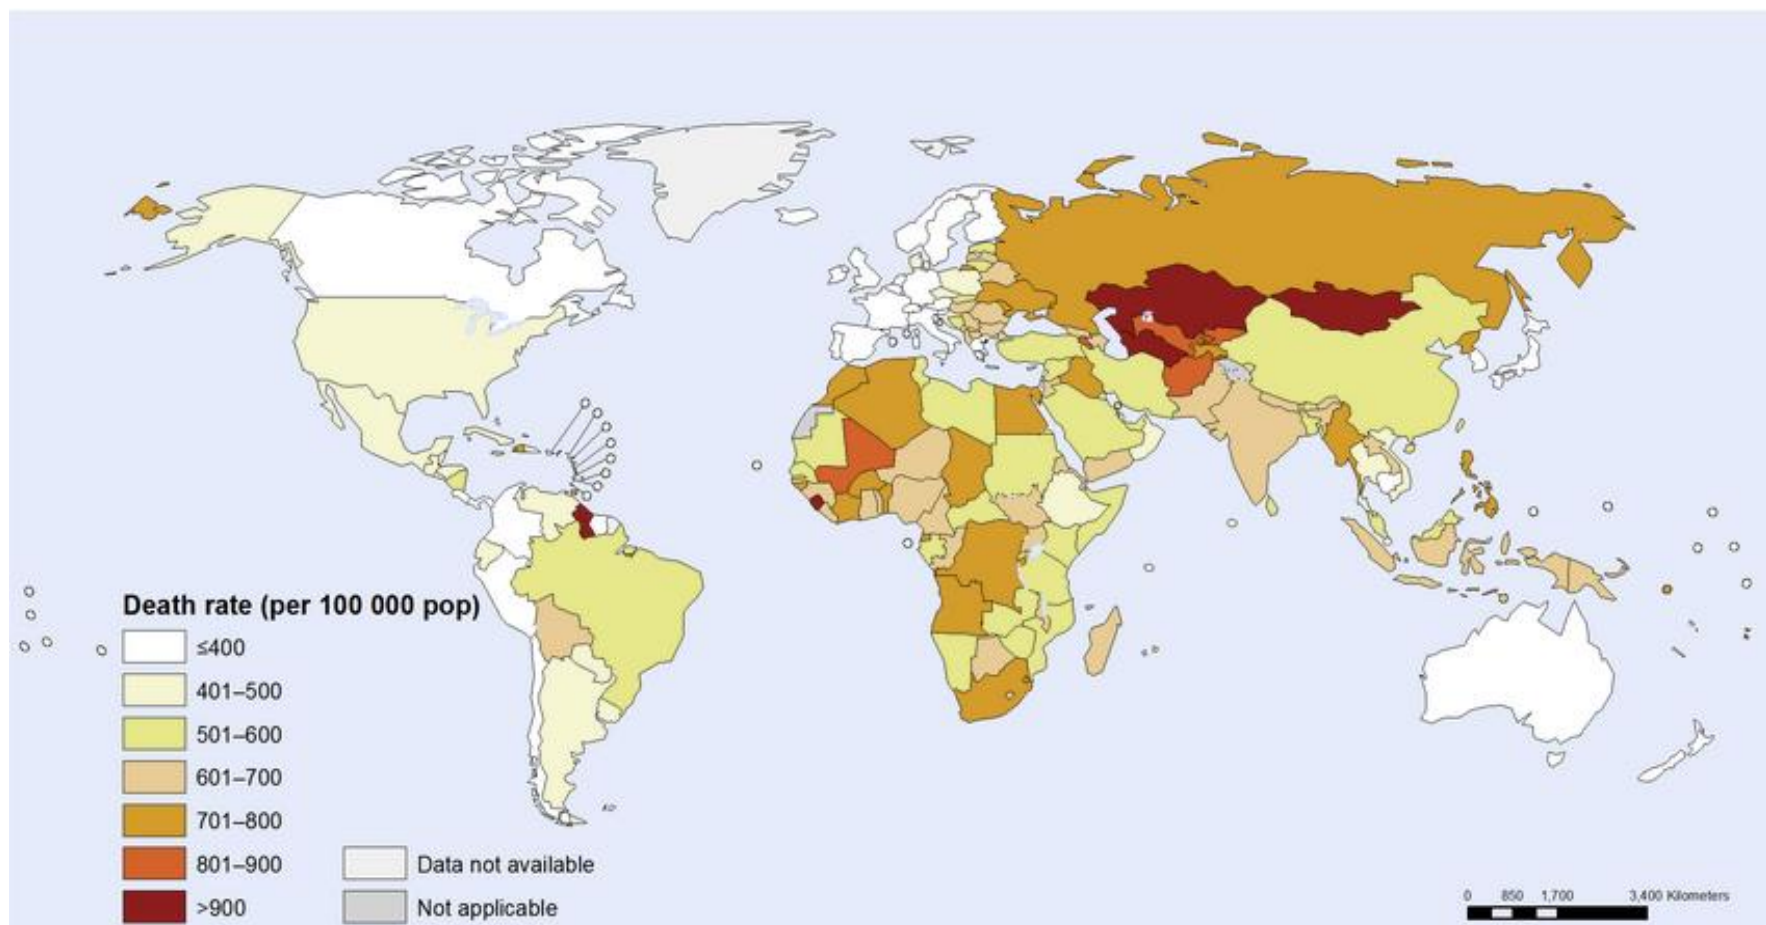 Death rate (per 100 000 pop)
≤400
401–500
501–600
601–700
701–800
801–900
>900
Data not available
Not applicable
0 850 1,700 3,400 Kilometers